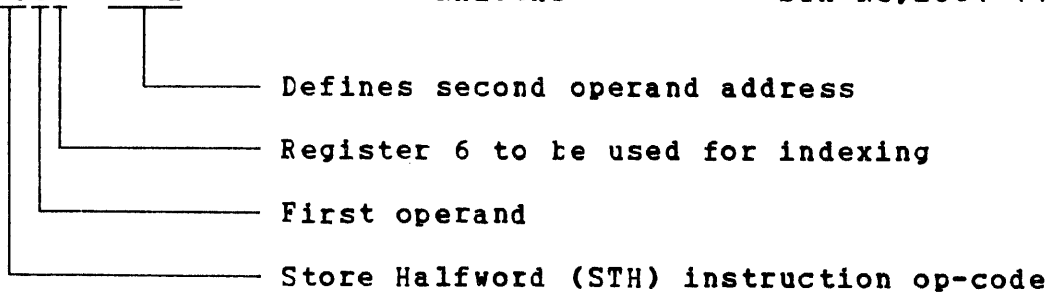 Defines second operand address
Register 6 to be used for indexing
First operand
Store Halfword (STH) instruction op-code